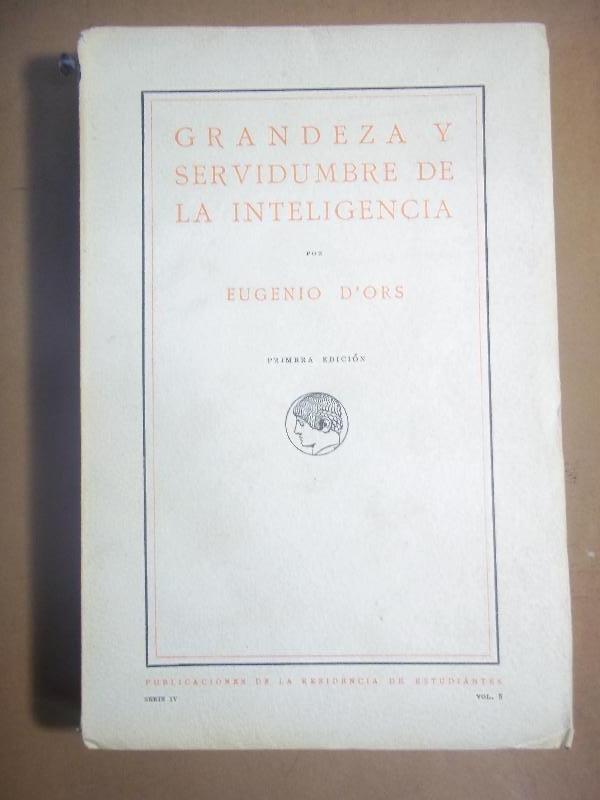 GRANDEZA Y
SERVIDUMBRE DE
LA INTELIGENCIA
POR
EUGENIO D'ORS
PRIMERA EDICIÓN
PUBLICACIONES DE LA RESIDENCIA DE ESTUDIANTES
SERIE IV VOL. 5